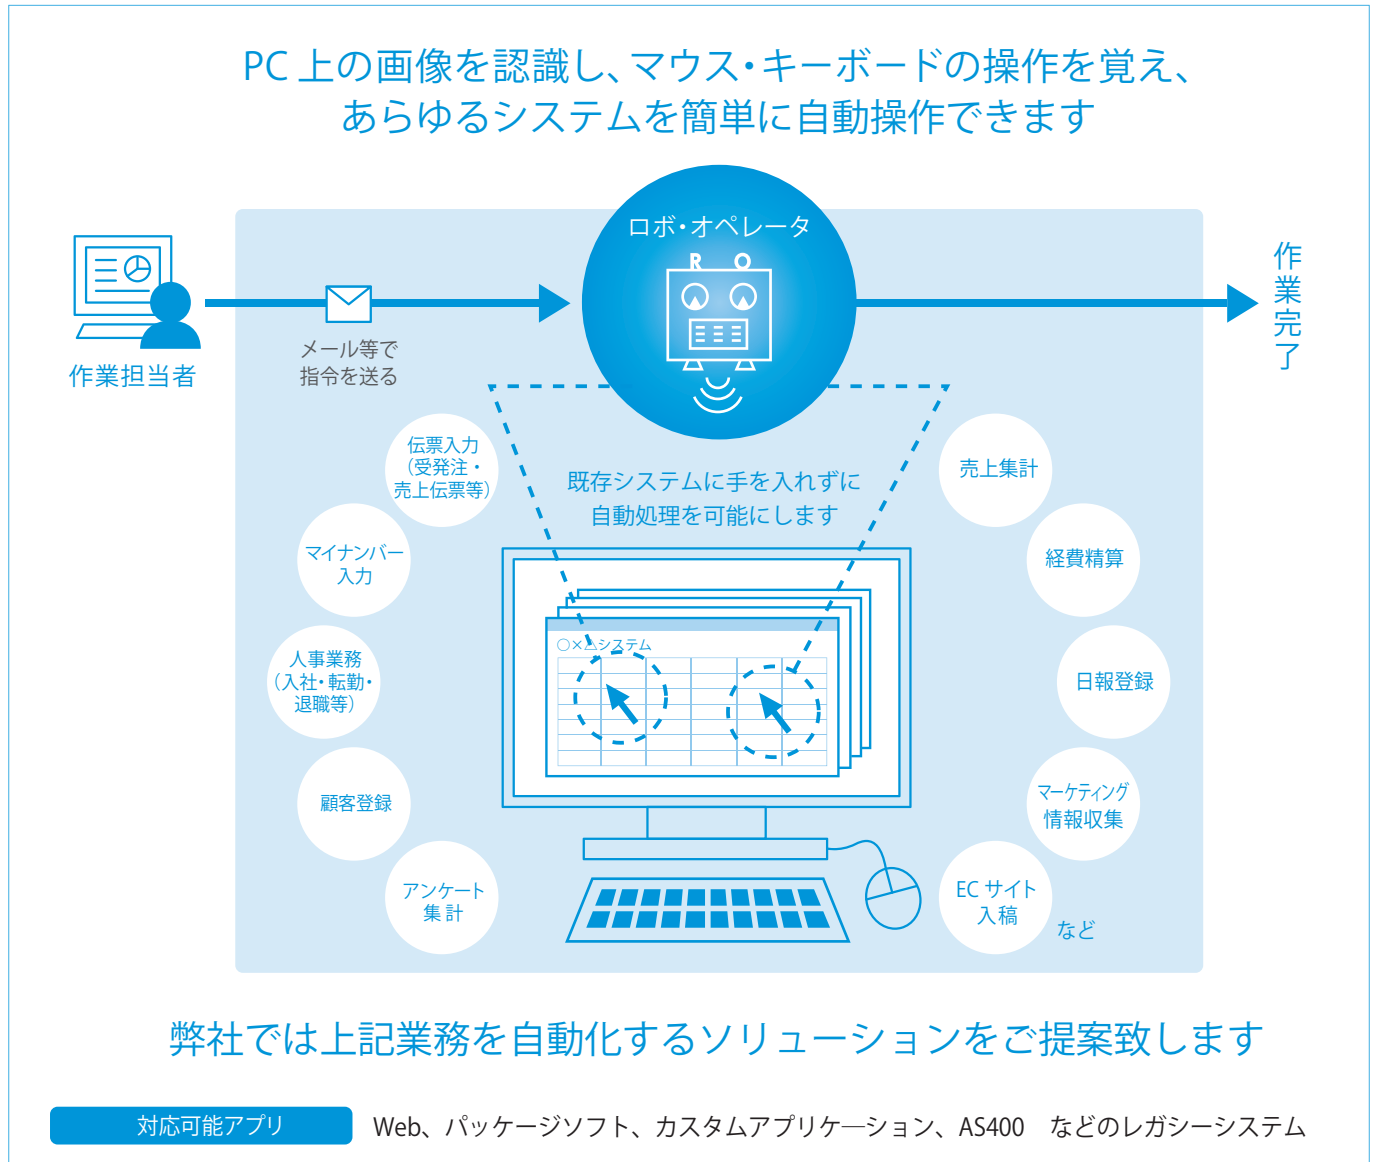 PC 上の画像を認識し、マウス・キーボードの操作を覚え、
あらゆるシステムを簡単に自動操作できます
ロボ・オペレータ
R O
作業担当者
メール等で
指令を送る
作業完了
伝票入力
（受発注・
売上伝票等）
マイナンバー
入力
人事業務
（入社・転勤・
退職等）
顧客登録
アンケート
集計
既存システムに手を入れずに
自動処理を可能にします
○×△システム
売上集計
経費精算
日報登録
マーケティング
情報収集
EC サイト
入稿
など
弊社では上記業務を自動化するソリューションをご提案致します
対応可能アプリ
Web、パッケージソフト、カスタムアプリケ―ション、AS400　などのレガシーシステム